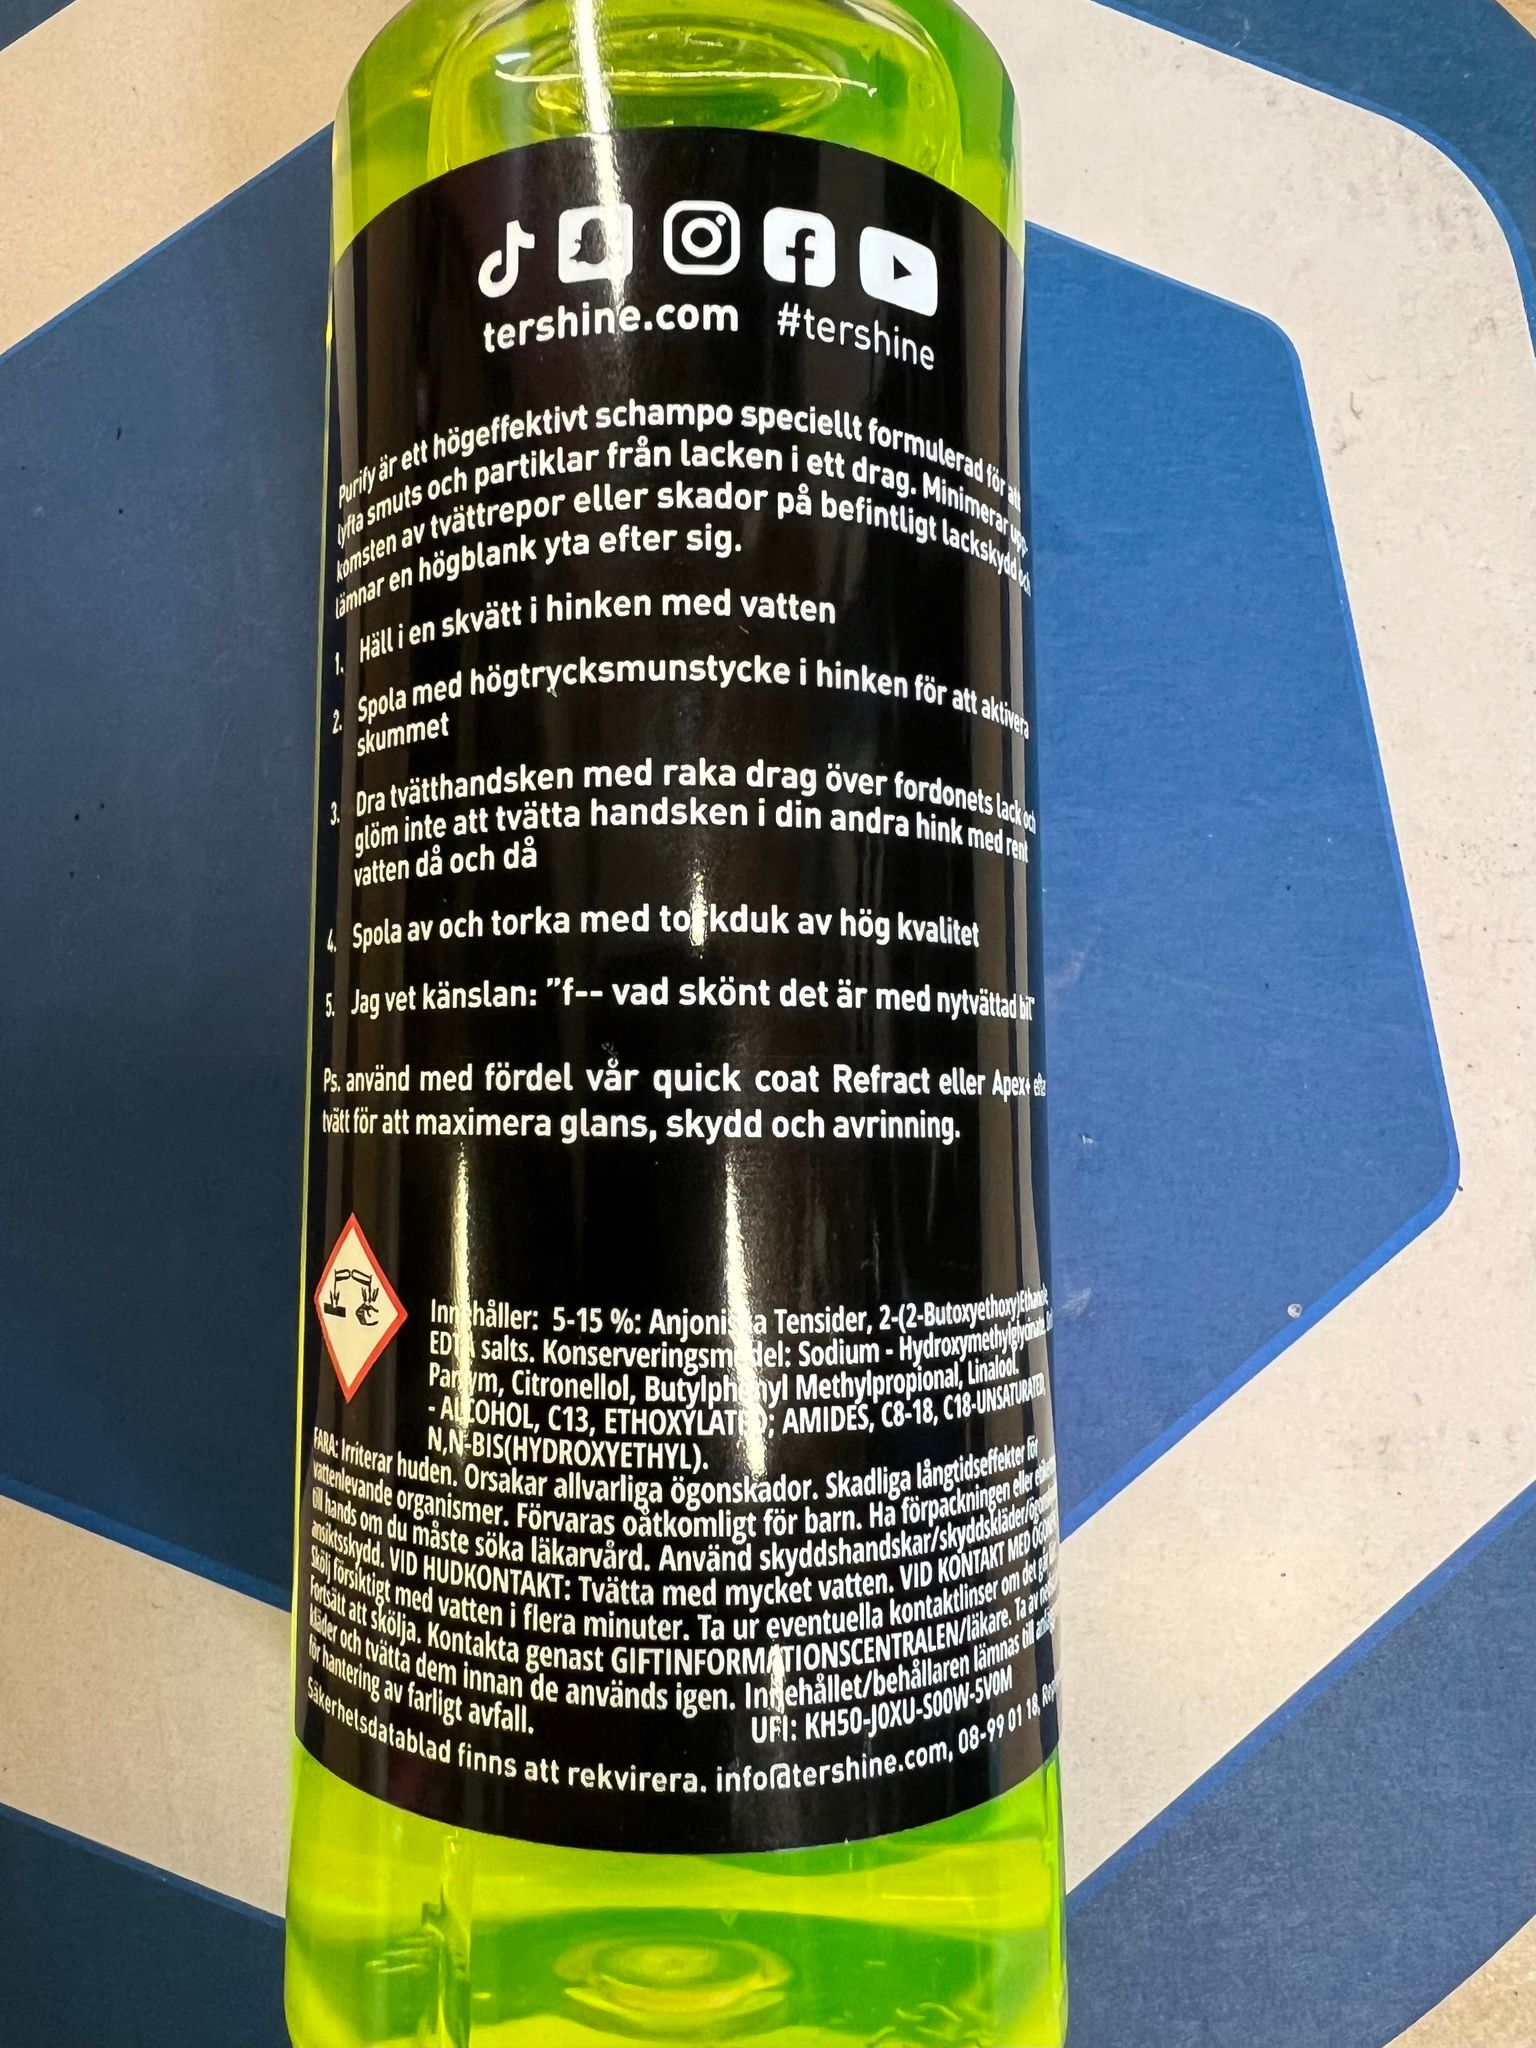 tershine.com #tershine
Purify är ett högeffektivt schampo speciellt formulerad för att
lyfta smuts och partiklar från lacken i ett drag. Minimerar upp-
komsten av tvättrepor eller skador på befintligt lackskydd och
lämnar en högblank yta efter sig.
1. Häll i en skvätt i hinken med vatten
2. Spola med högtrycksmunstycke i hinken för att aktivera
skummet
3. Dra tvätthandsken med raka drag över fordonets lack och
glöm inte att tvätta handsken i din andra hink med rent
vatten då och då
4. Spola av och torka med torkduk av hög kvalitet
5. Jag vet känslan: ”f-- vad skönt det är med nytvättad bil"
Ps. använd med fördel vår quick coat Refract eller Apex+ efter
tvätt för att maximera glans, skydd och avrinning.
Innehåller: 5-15 %: Anjoniska Tensider, 2-(2-Butoxyethoxy)
EDTA salts. Konserveringsmedel: Sodium - Hydroxymethylglycinate.
Parfym, Citronellol, Butylphenyl Methylpropional, Linalool.
- ALCOHOL, C13, ETHOXYLATED; AMIDES, C8-18, C18-UNSATURATED,
N,N-BIS(HYDROXYETHYL).
FARA: Irriterar huden. Orsakar allvarliga ögonskador. Skadliga långtidseffekter för
vattenlevande organismer. Förvaras oåtkomligt för barn. Ha förpackningen eller
till hands om du måste söka läkarvård. Använd skyddshandskar/skyddskläder/
ansiktsskydd. VID HUDKONTAKT: Tvätta med mycket vatten. VID KONTAKT MED
Skölj försiktigt med vatten i flera minuter. Ta ur eventuella kontaktlinser om det går
Fortsätt att skölja. Kontakta genast GIFTINFORMATIONSCENTRALEN/läkare. Ta av
kläder och tvätta dem innan de används igen. Innehållet/behållaren lämnas till
för hantering av farligt avfall.
UFI: KH50-J0XU-S00W-5V0M
Säkerhetsdatablad finns att rekvirera. info@tershine.com, 08-99 01 18,